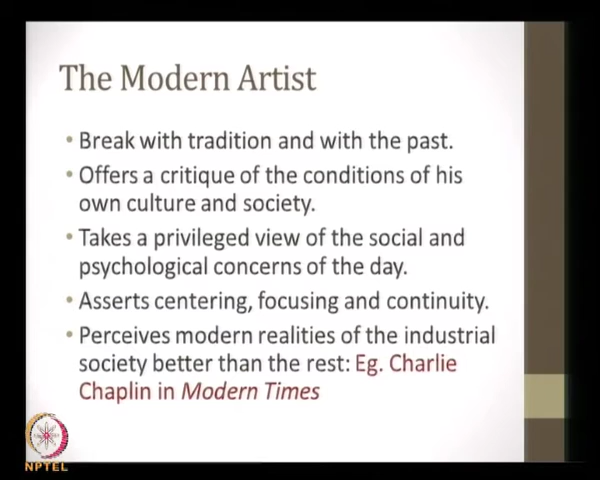 The Modern Artist
• Break with tradition and with the past.
• Offers a critique of the conditions of his
own culture and society.
• Takes a privileged view of the social and
psychological concerns of the day.
• Asserts centering, focusing and continuity.
• Perceives modern realities of the industrial
society better than the rest: Eg. Charlie
Chaplin in Modern Times
NPTEL